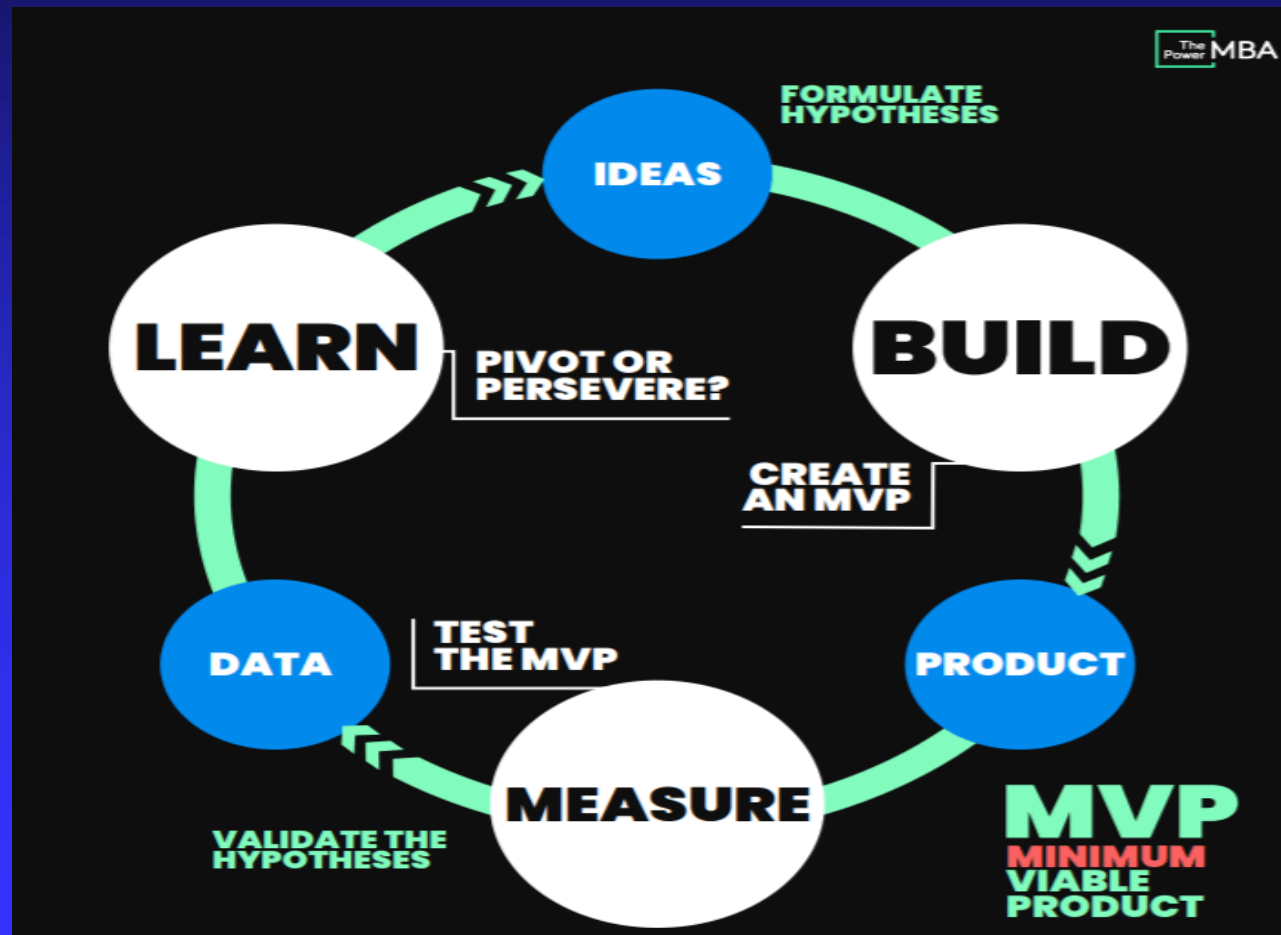 The
Power MBA
FORMULATE
HYPOTHESES
IDEAS
LEARN
BUILD
PIVOT OR
PERSEVERE?
CREATE
AN MVP
TEST
THE MVP
DATA
PRODUCT
MEASURE
VALIDATE THE
HYPOTHESES
MVP
MINIMUM
VIABLE
PRODUCT